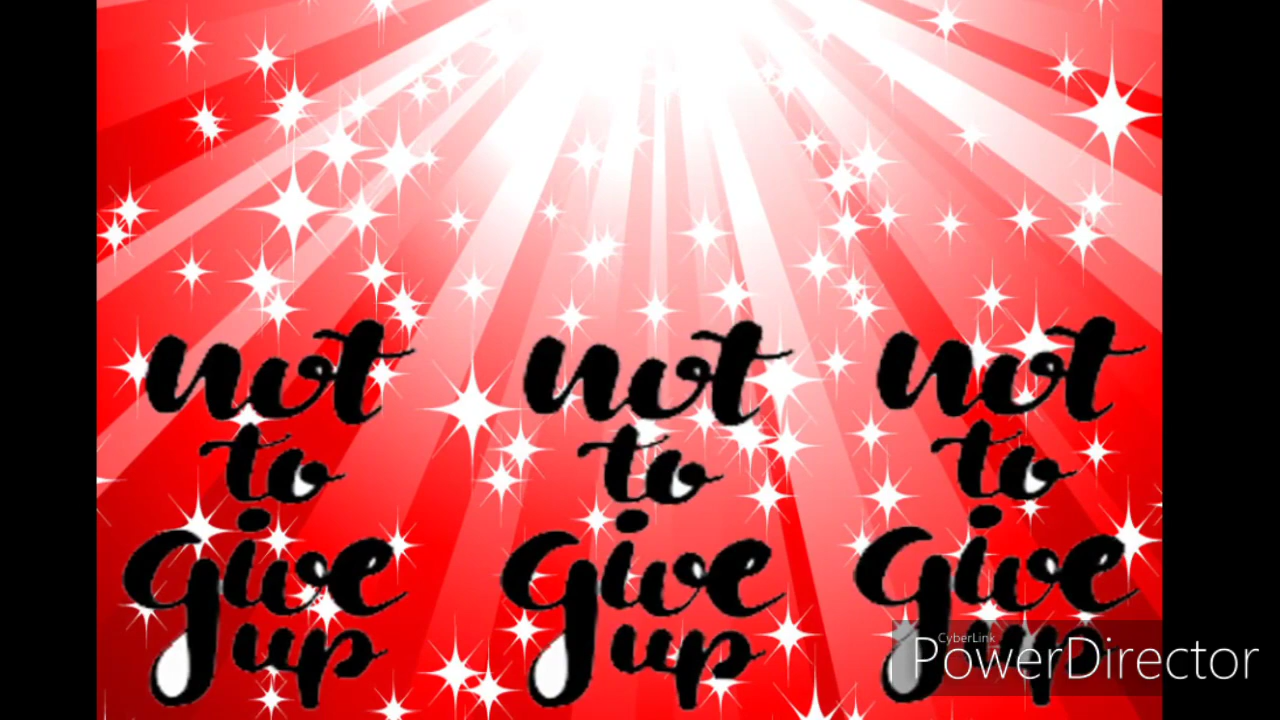 not not not
to to to
give give give
up up up
CyberLink
PowerDirector